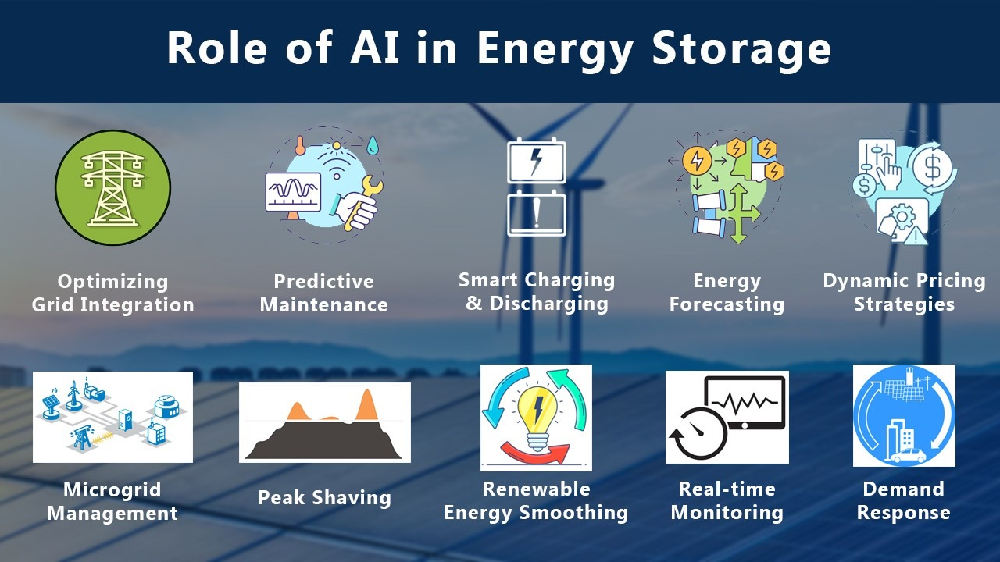 Role of AI in Energy Storage
Optimizing
Grid Integration
Predictive
Maintenance
Smart Charging
& Discharging
Energy
Forecasting
Dynamic Pricing
Strategies
Microgrid
Management
Peak Shaving
Renewable
Energy Smoothing
Real-time
Monitoring
Demand
Response